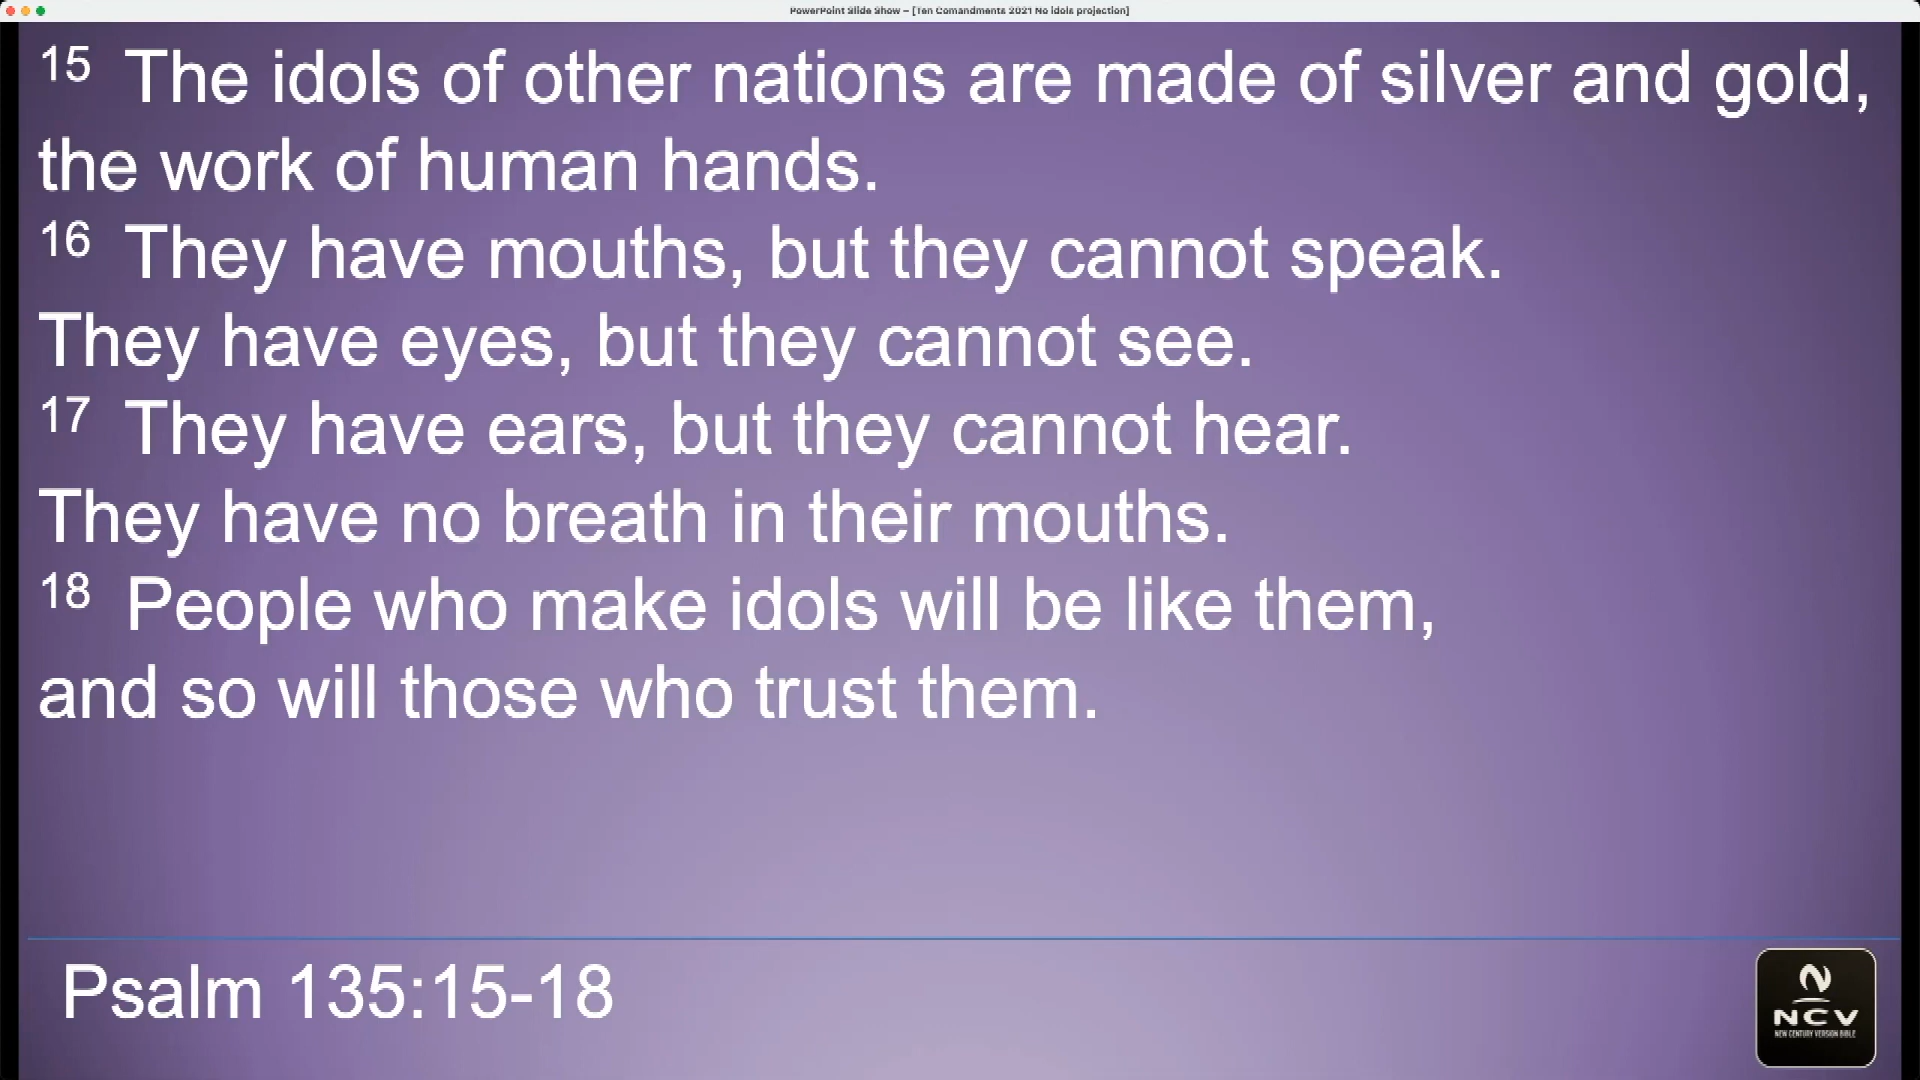 PowerPoint Slide Show – [Ten Comandments 2021 No idols projection]
15 The idols of other nations are made of silver and gold,
the work of human hands.
16 They have mouths, but they cannot speak.
They have eyes, but they cannot see.
17 They have ears, but they cannot hear.
They have no breath in their mouths.
18 People who make idols will be like them,
and so will those who trust them.
Psalm 135:15-18
NCV
NEW CENTURY VERSION BIBLE